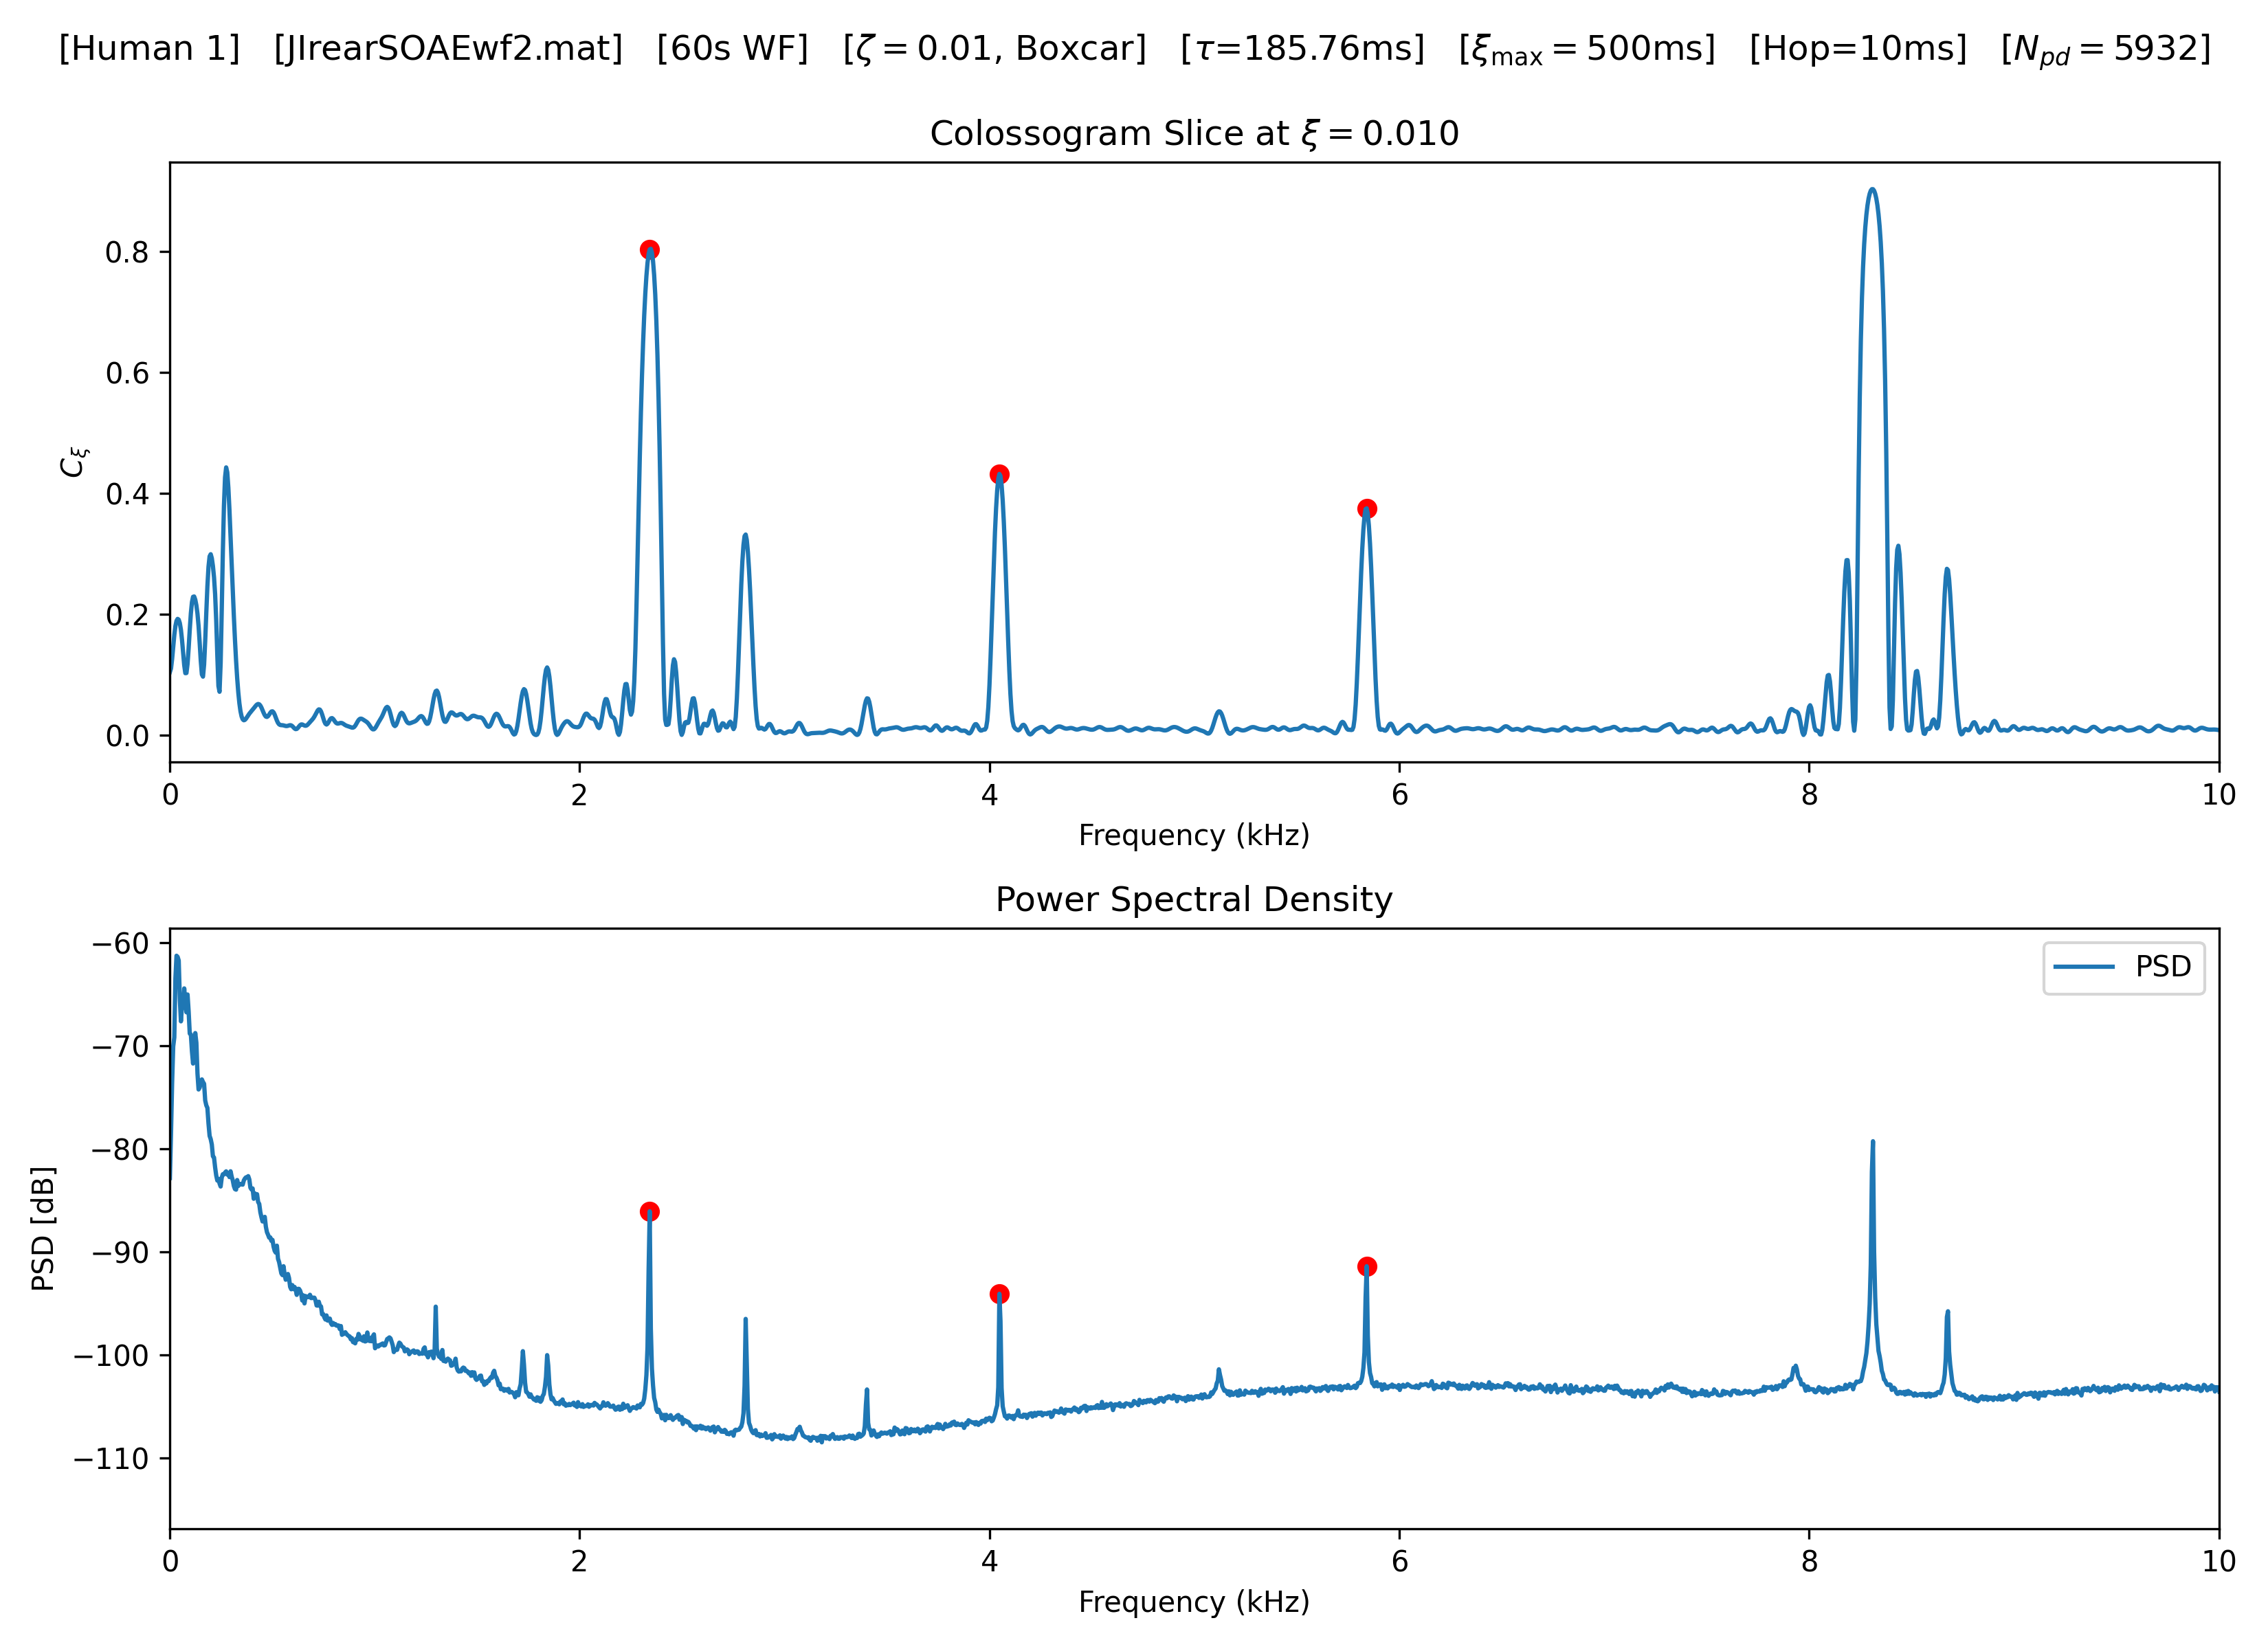 [Human 1] [JIrearSOAEwf2.mat] [60s WF] [ζ = 0.01, Boxcar] [τ=185.76ms] [ξmax = 500ms] [Hop=10ms] [Npd = 5932]
Colossogram Slice at ξ = 0.010
0.8
0.6
0.4
0.2
0.0
Cξ
0 2 4 6 8 10
Frequency (kHz)
Power Spectral Density
PSD
−60
−70
−80
−90
−100
−110
PSD [dB]
0 2 4 6 8 10
Frequency (kHz)